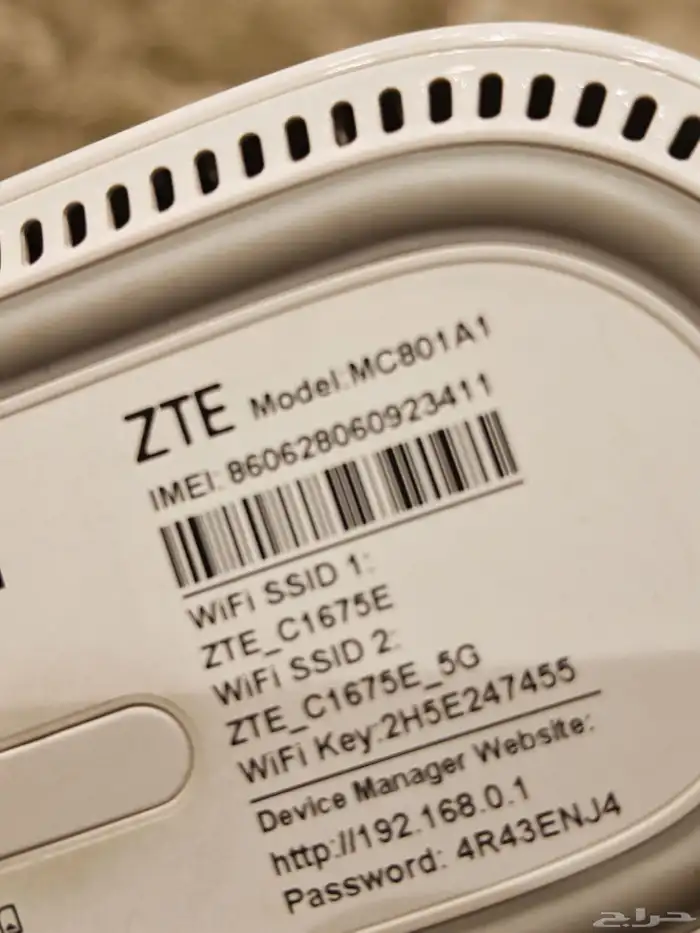 ZTE Model:MC801A1
IMEI: 860628060923411
WiFi SSID 1:
ZTE_C1675E
WiFi SSID 2:
ZTE_C1675E_5G
WiFi Key:2H5E247455
Device Manager Website:
http://192.168.0.1
Password: 4R43ENJ4
حراج